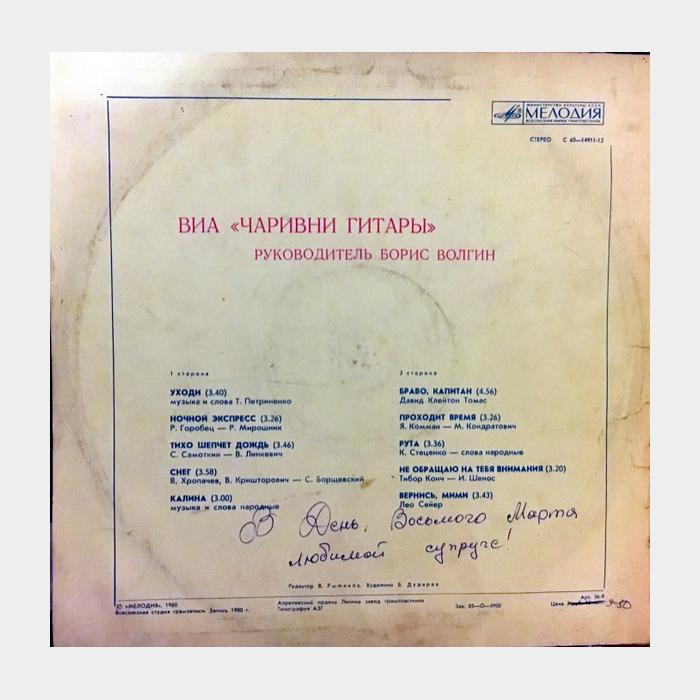 МИНИСТЕРСТВО КУЛЬТУРЫ СССР
МЕЛОДИЯ
ВСЕСОЮЗНАЯ ФИРМА ГРАМПЛАСТИНОК
СТЕРЕО С 60—14911-12
ВИА «ЧАРИВНИ ГИТАРЫ»
РУКОВОДИТЕЛЬ БОРИС ВОЛГИН
1 сторона
УХОДИ (3.40)
музыка и слова Т. Петриненко
НОЧНОЙ ЭКСПРЕСС (3.26)
Р. Горобец — Р. Мирошник
ТИХО ШЕПЧЕТ ДОЖДЬ (3.46)
С. Самоткин — В. Линкевич
СНЕГ (3.58)
В. Хропачев, В. Кришторович — С. Борщевский
КАЛИНА (3.00)
музыка и слова народные
2 сторона
БРАВО, КАПИТАН (4.56)
Давид Клейтон Томас
ПРОХОДИТ ВРЕМЯ (3.26)
Я. Комман — М. Кондратович
РУТА (3.36)
К. Стеценко — слова народные
НЕ ОБРАЩАЮ НА ТЕБЯ ВНИМАНИЯ (3.20)
Тибор Конч — И. Шенос
ВЕРНИСЬ, МИМИ (3.43)
Лео Сейер
В День Восьмого Марта
любимой супруге!
Редактор В. Рыжиков. Художник Б. Дударев
© «МЕЛОДИЯ», 1980
Всесоюзная студия грамзаписи. Запись 1980 г.
Апрелевский ордена Ленина завод грампластинок
Типография АЗГ
Зак. 85—О—4900
Арт. 36-9
Цена